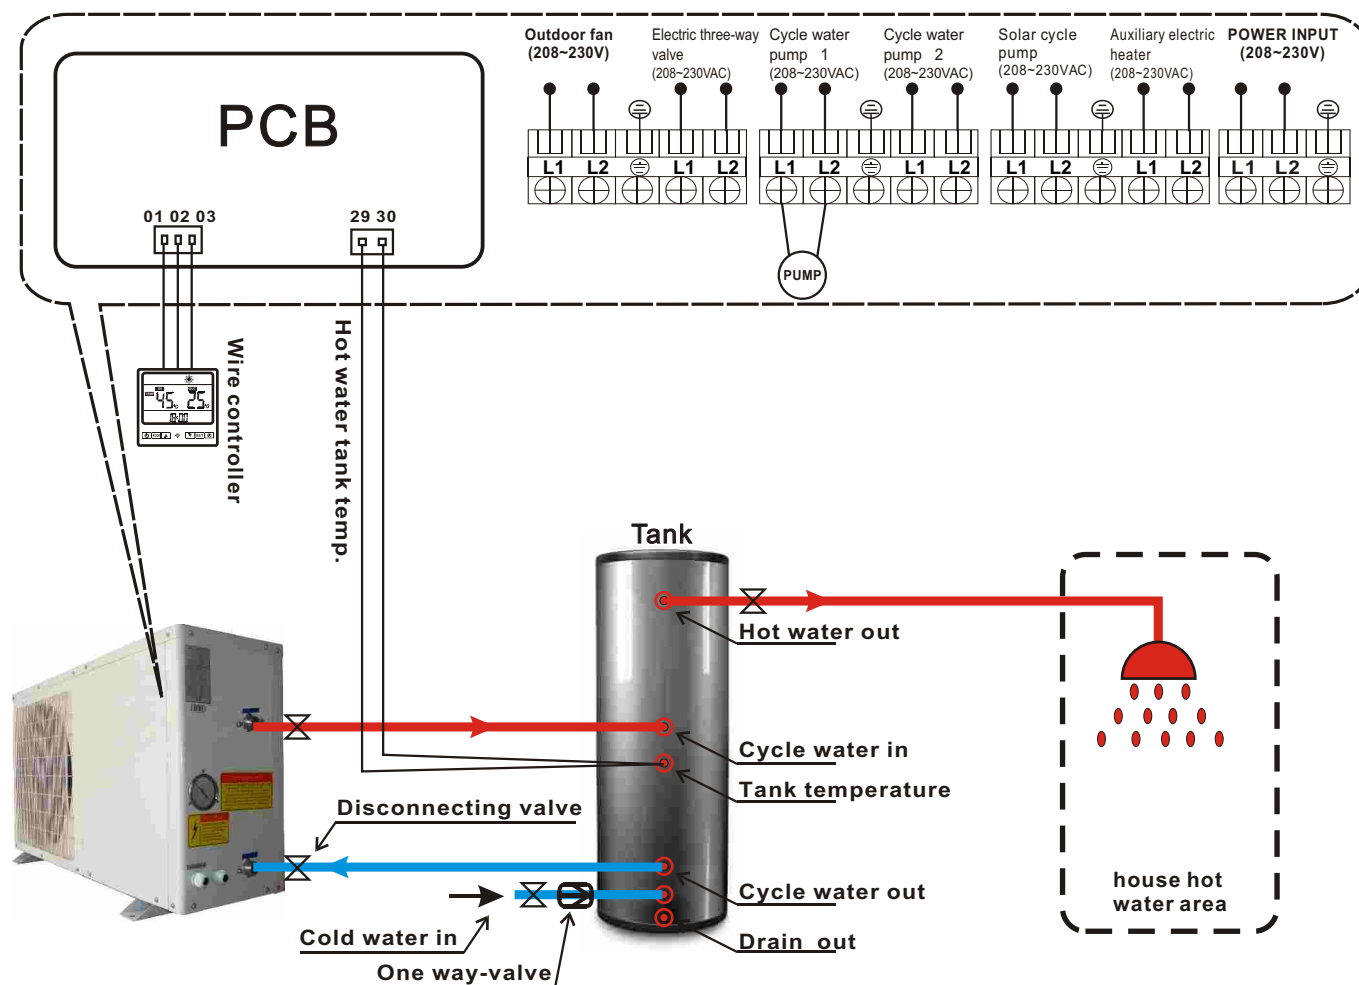 Outdoor fan
(208~230V)
Electric three-way
valve
(208~230VAC)
Cycle water
pump 1
(208~230VAC)
Cycle water
pump 2
(208~230VAC)
Solar cycle
pump
(208~230VAC)
Auxiliary electric
heater
(208~230VAC)
POWER INPUT
(208~230V)
L1 L2 L1 L2
L1 L2 L1 L2
L1 L2 L1 L2
L1 L2
PUMP
PCB
01 02 03
29 30
Wire controller
45 °C 25 °C
Hot water tank temp.
Tank
Hot water out
Cycle water in
Tank temperature
Disconnecting valve
Cycle water out
Cold water in
Drain out
One way-valve
house hot
water area